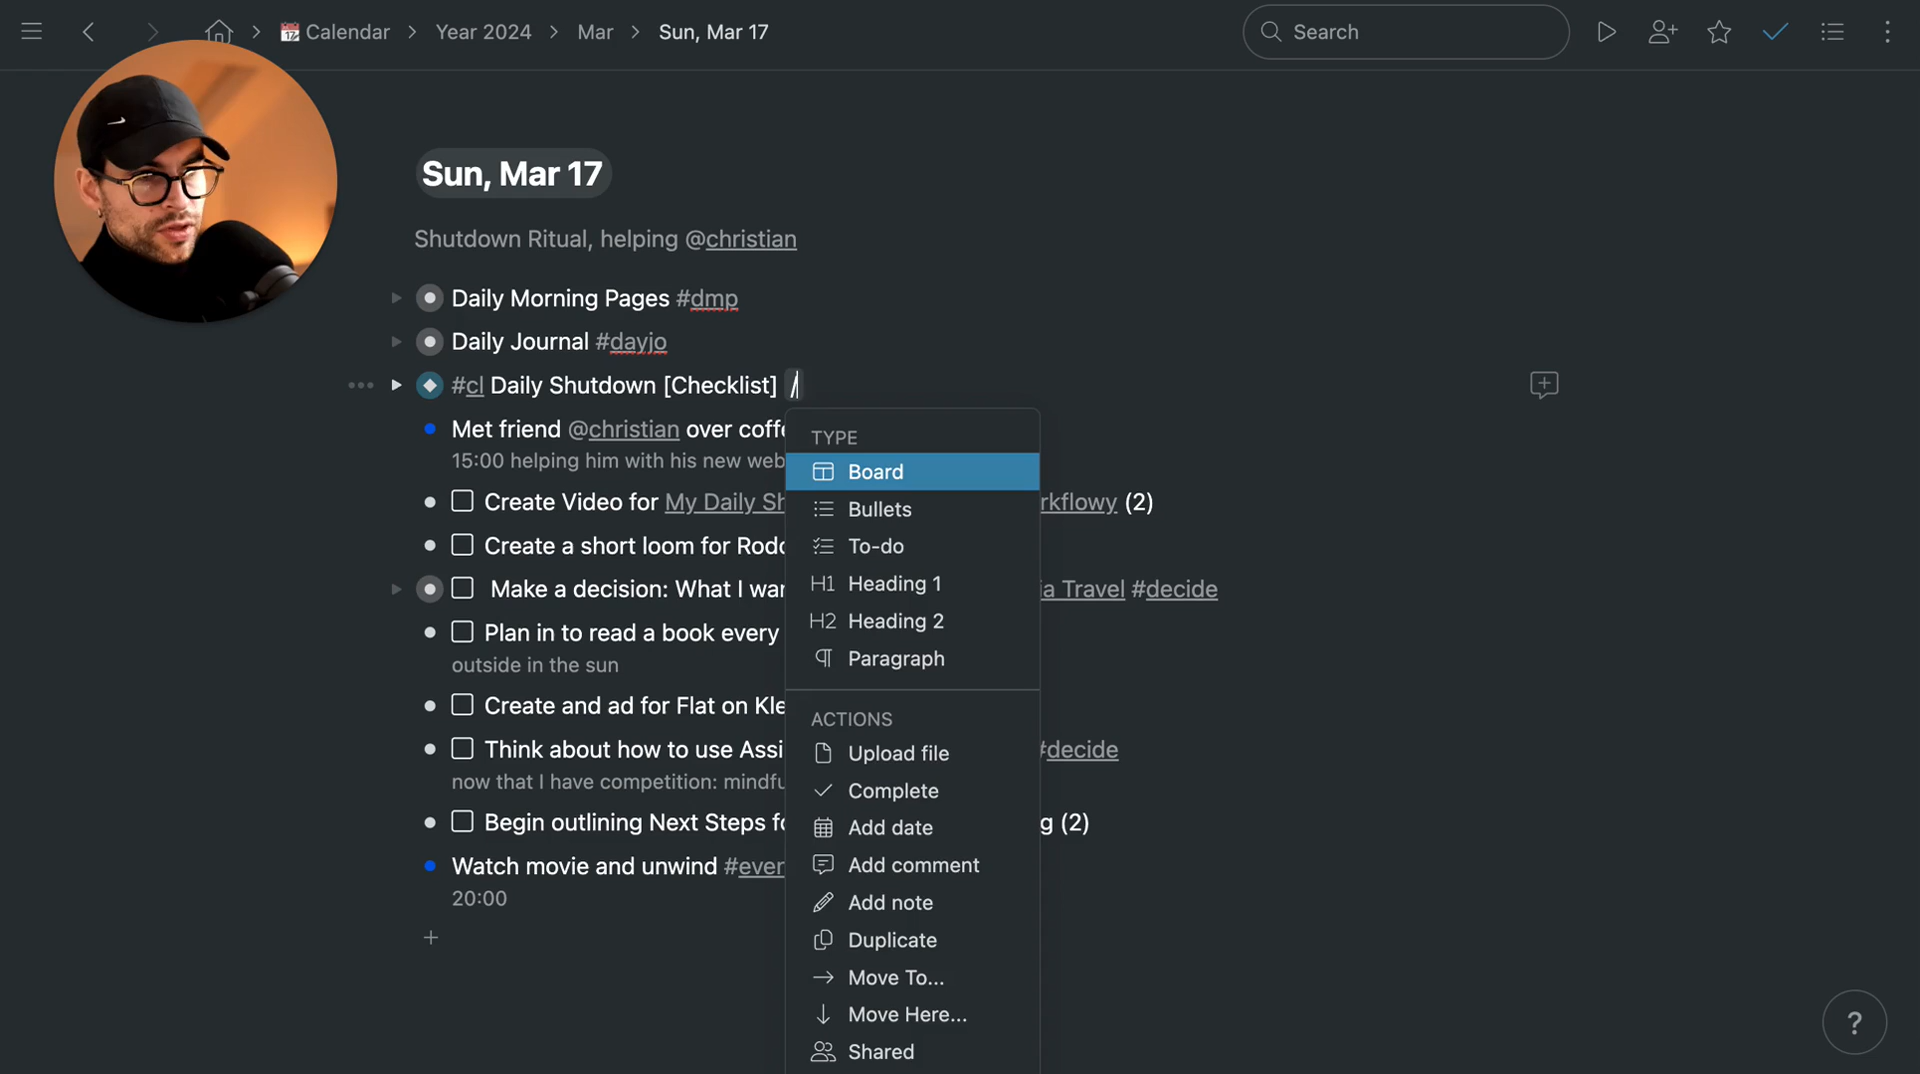 Calendar > Year 2024 > Mar > Sun, Mar 17
Search
Sun, Mar 17
Shutdown Ritual, helping @christian
Daily Morning Pages #dmp
Daily Journal #dayjo
#cl Daily Shutdown [Checklist] /
Met friend @christian over coffe
15:00 helping him with his new web
Create Video for My Daily Sh rkflowy (2)
Create a short loom for Rodo
Make a decision: What I wan ia Travel #decide
Plan in to read a book every
outside in the sun
Create and ad for Flat on Kle
Think about how to use Assi #decide
now that I have competition: mindfu
Begin outlining Next Steps fo g (2)
Watch movie and unwind #even
20:00
+
TYPE
Board
Bullets
To-do
H1 Heading 1
H2 Heading 2
Paragraph
ACTIONS
Upload file
Complete
Add date
Add comment
Add note
Duplicate
Move To...
Move Here...
Shared
?